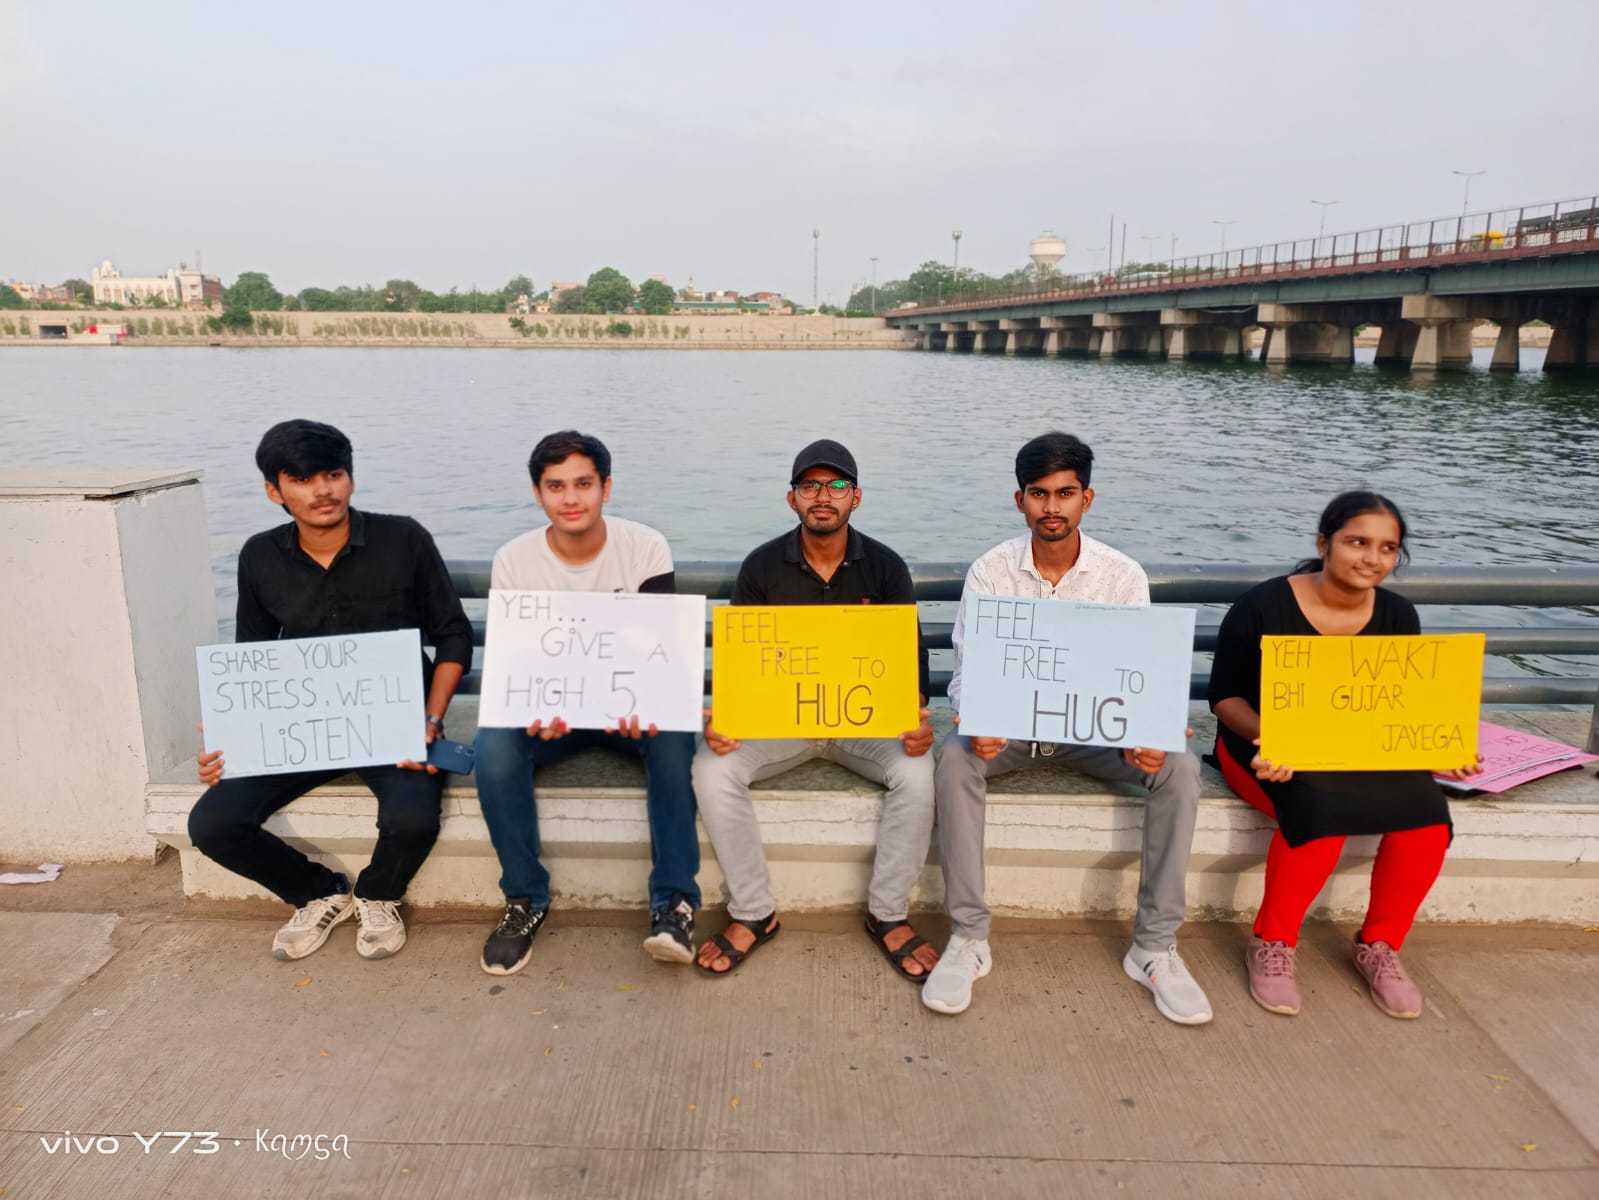 SHARE YOUR
STRESS. WE'LL
LiSTEN
YEH...
GiVE A
HiGH 5
FEEL
FREE TO
HUG
FEEL
FREE TO
HUG
YEH WAKT
BHi GUJAR
JAYEGA
vivo Y73 · Kamsa